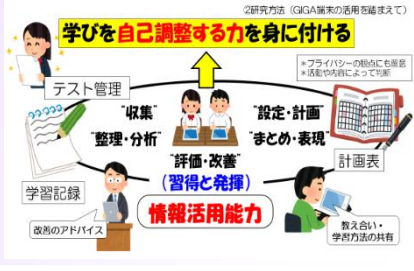 ②研究方法（GIGA端末の活用を踏まえて）
学びを自己調整する力を身に付ける
＊プライバシーの観点にも留意
＊活動や内容によって判断
テスト管理
“収集” “設定・計画”
“整理・分析” “まとめ・表現”
“評価・改善”
計画表
（習得と発揮）
学習記録
情報活用能力
改善のアドバイス
教え合い・
学習方法の共有